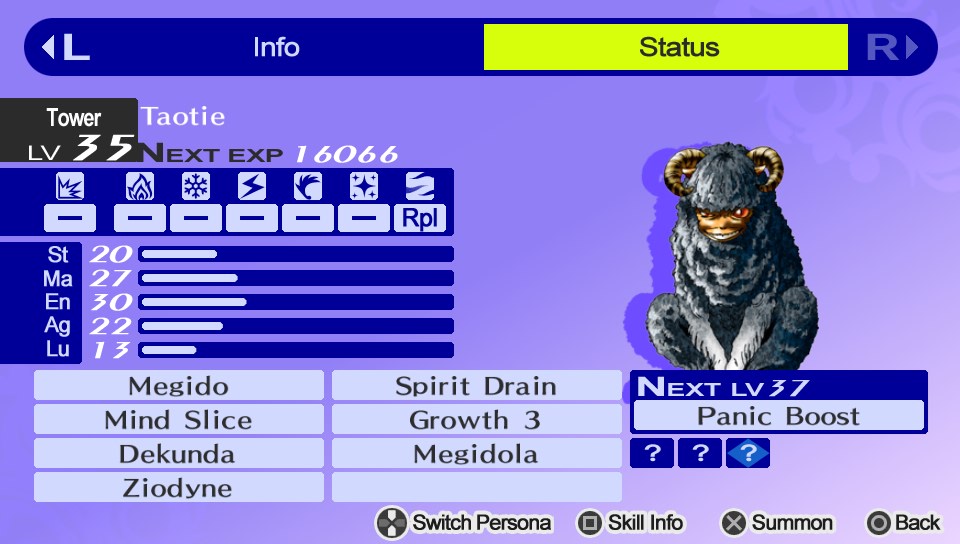 L Info Status R
Tower Taotie
LV 35 NEXT EXP 16066
— — — — — — Rpl
St 20
Ma 27
En 30
Ag 22
Lu 13
Megido Spirit Drain
Mind Slice Growth 3
Dekunda Megidola
Ziodyne
NEXT LV 37
Panic Boost
? ? ?
Switch Persona Skill Info Summon Back